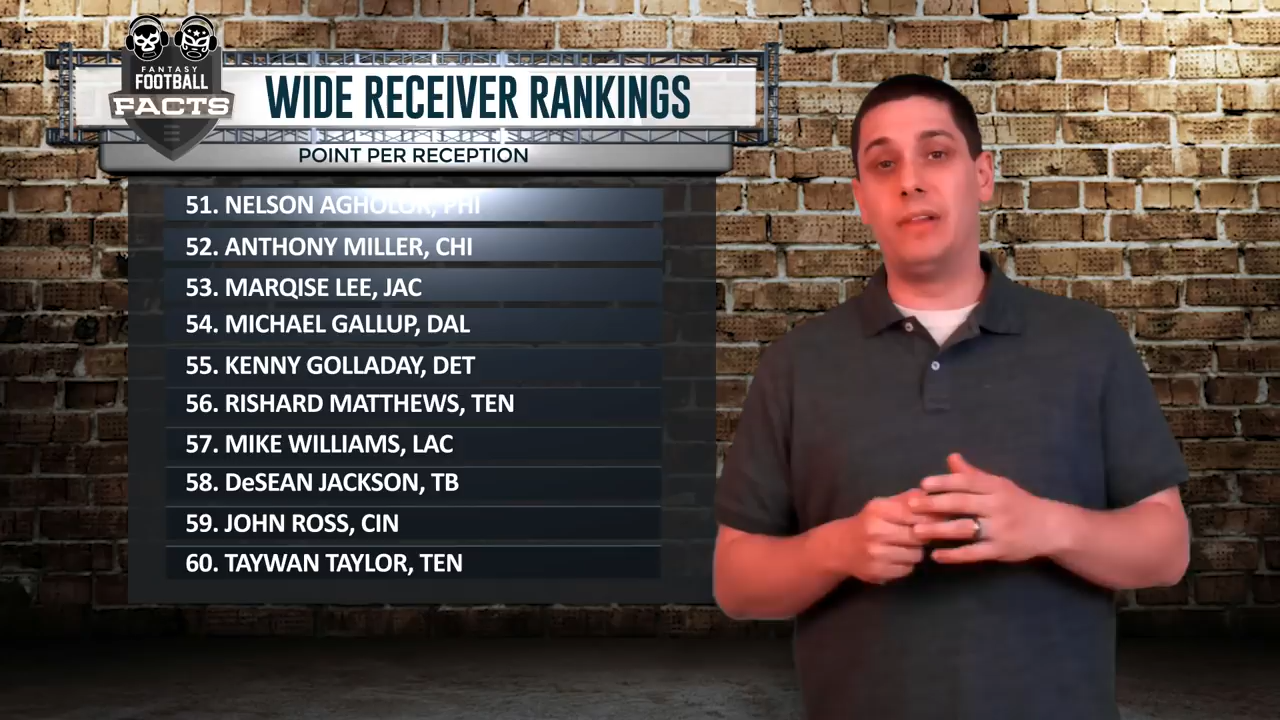 FANTASY
FOOTBALL
FACTS
WIDE RECEIVER RANKINGS
POINT PER RECEPTION
51. NELSON AGHOLOR, PHI
52. ANTHONY MILLER, CHI
53. MARQISE LEE, JAC
54. MICHAEL GALLUP, DAL
55. KENNY GOLLADAY, DET
56. RISHARD MATTHEWS, TEN
57. MIKE WILLIAMS, LAC
58. DeSEAN JACKSON, TB
59. JOHN ROSS, CIN
60. TAYWAN TAYLOR, TEN